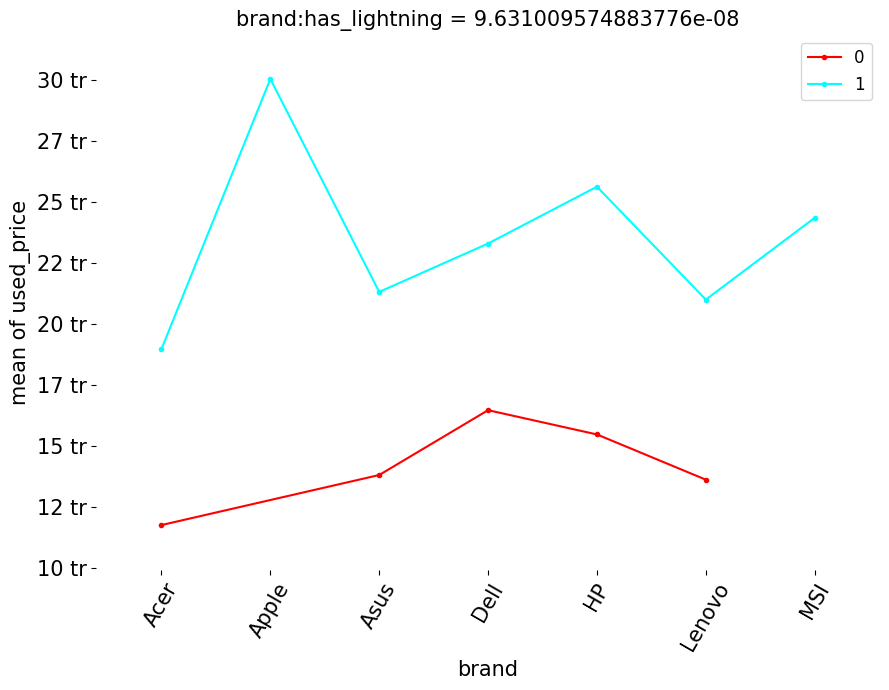 brand:has_lightning = 9.631009574883776e-08
0
1
30 tr
27 tr
25 tr
22 tr
20 tr
17 tr
15 tr
12 tr
10 tr
mean of used_price
Acer
Apple
Asus
Dell
HP
Lenovo
MSI
brand